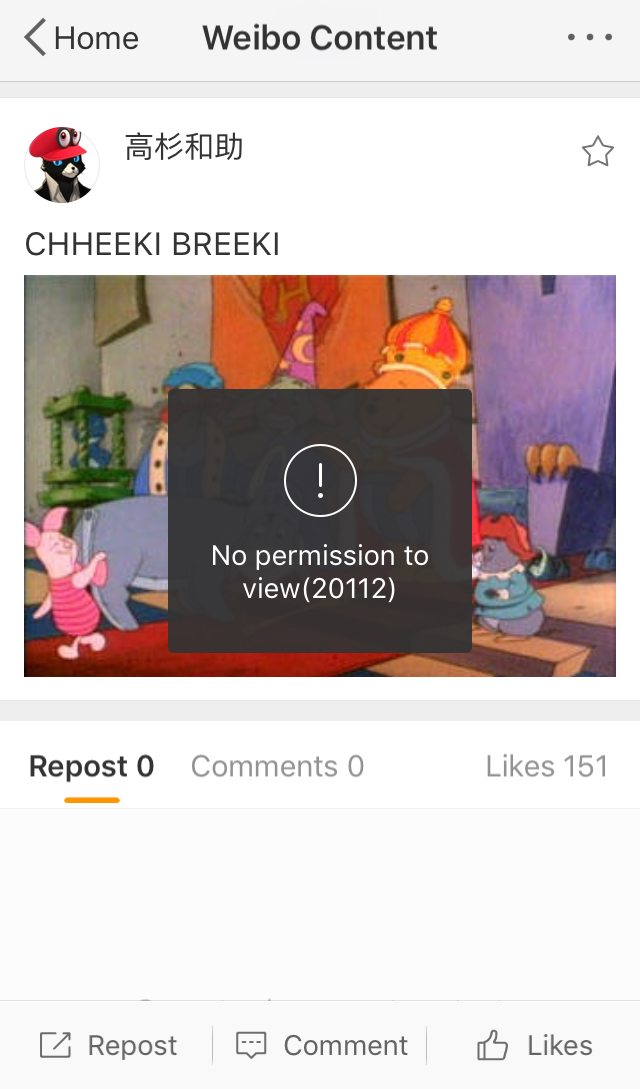 Home
Weibo Content
高杉和助
CHHEEKI BREEKI
H
No permission to
view(20112)
Repost 0
Comments 0
Likes 151
Repost
Comment
Likes